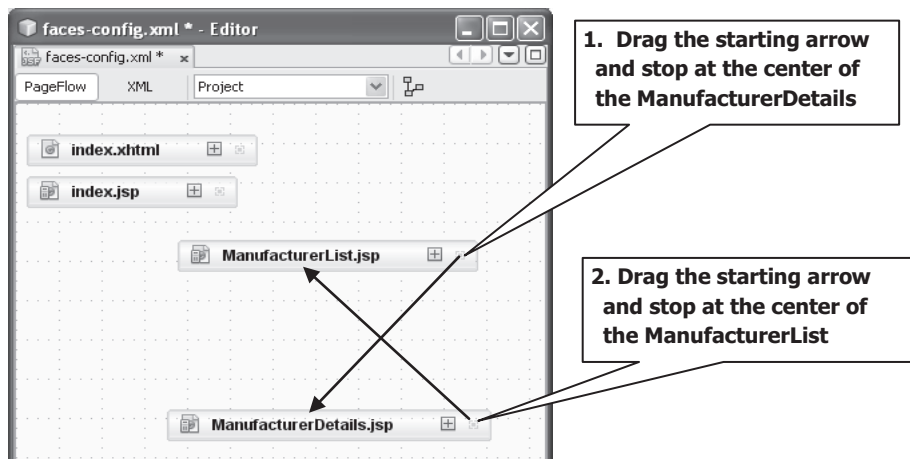 faces-config.xml * - Editor
faces-config.xml *
PageFlow XML Project
index.xhtml
index.jsp
ManufacturerList.jsp
ManufacturerDetails.jsp
1. Drag the starting arrow
and stop at the center of
the ManufacturerDetails
2. Drag the starting arrow
and stop at the center of
the ManufacturerList